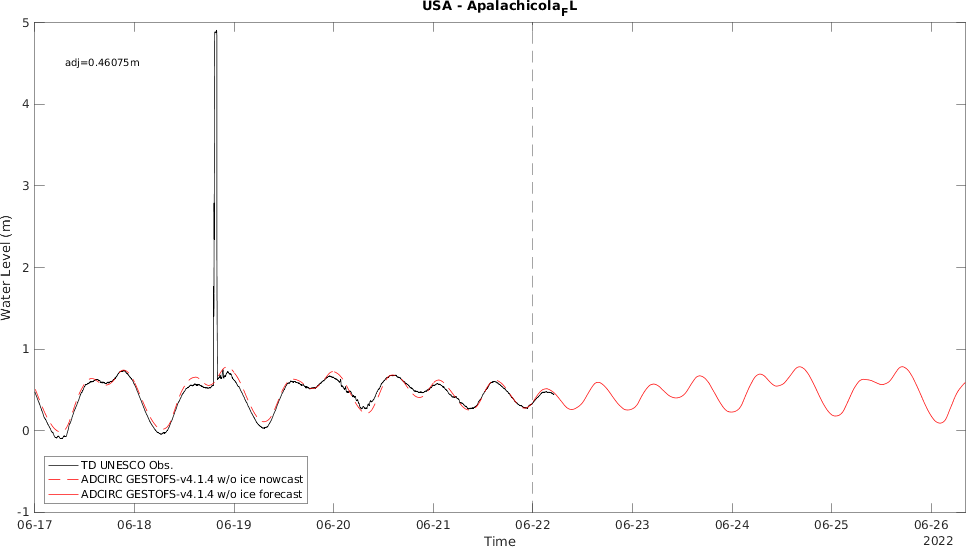 USA - Apalachicola_FL
adj=0.46075m
Water Level (m)
5
4
3
2
1
0
-1
TD UNESCO Obs.
ADCIRC GESTOFS-v4.1.4 w/o ice nowcast
ADCIRC GESTOFS-v4.1.4 w/o ice forecast
06-17 06-18 06-19 06-20 06-21 06-22 06-23 06-24 06-25 06-26
Time
2022